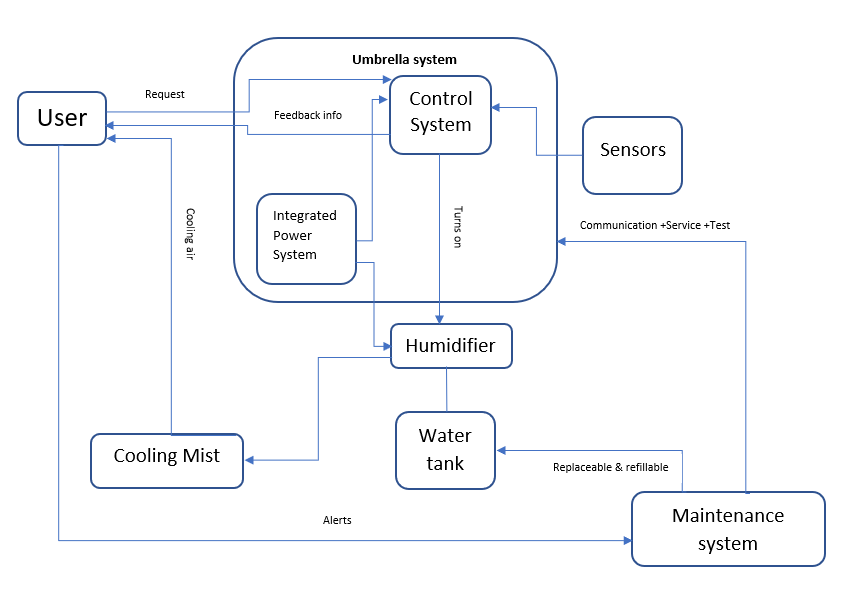 Umbrella system
Request
User
Control
System
Feedback info
Sensors
Integrated
Power
System
Cooling air
Turns on
Communication +Service +Test
Humidifier
Cooling Mist
Water
tank
Replaceable & refillable
Alerts
Maintenance
system